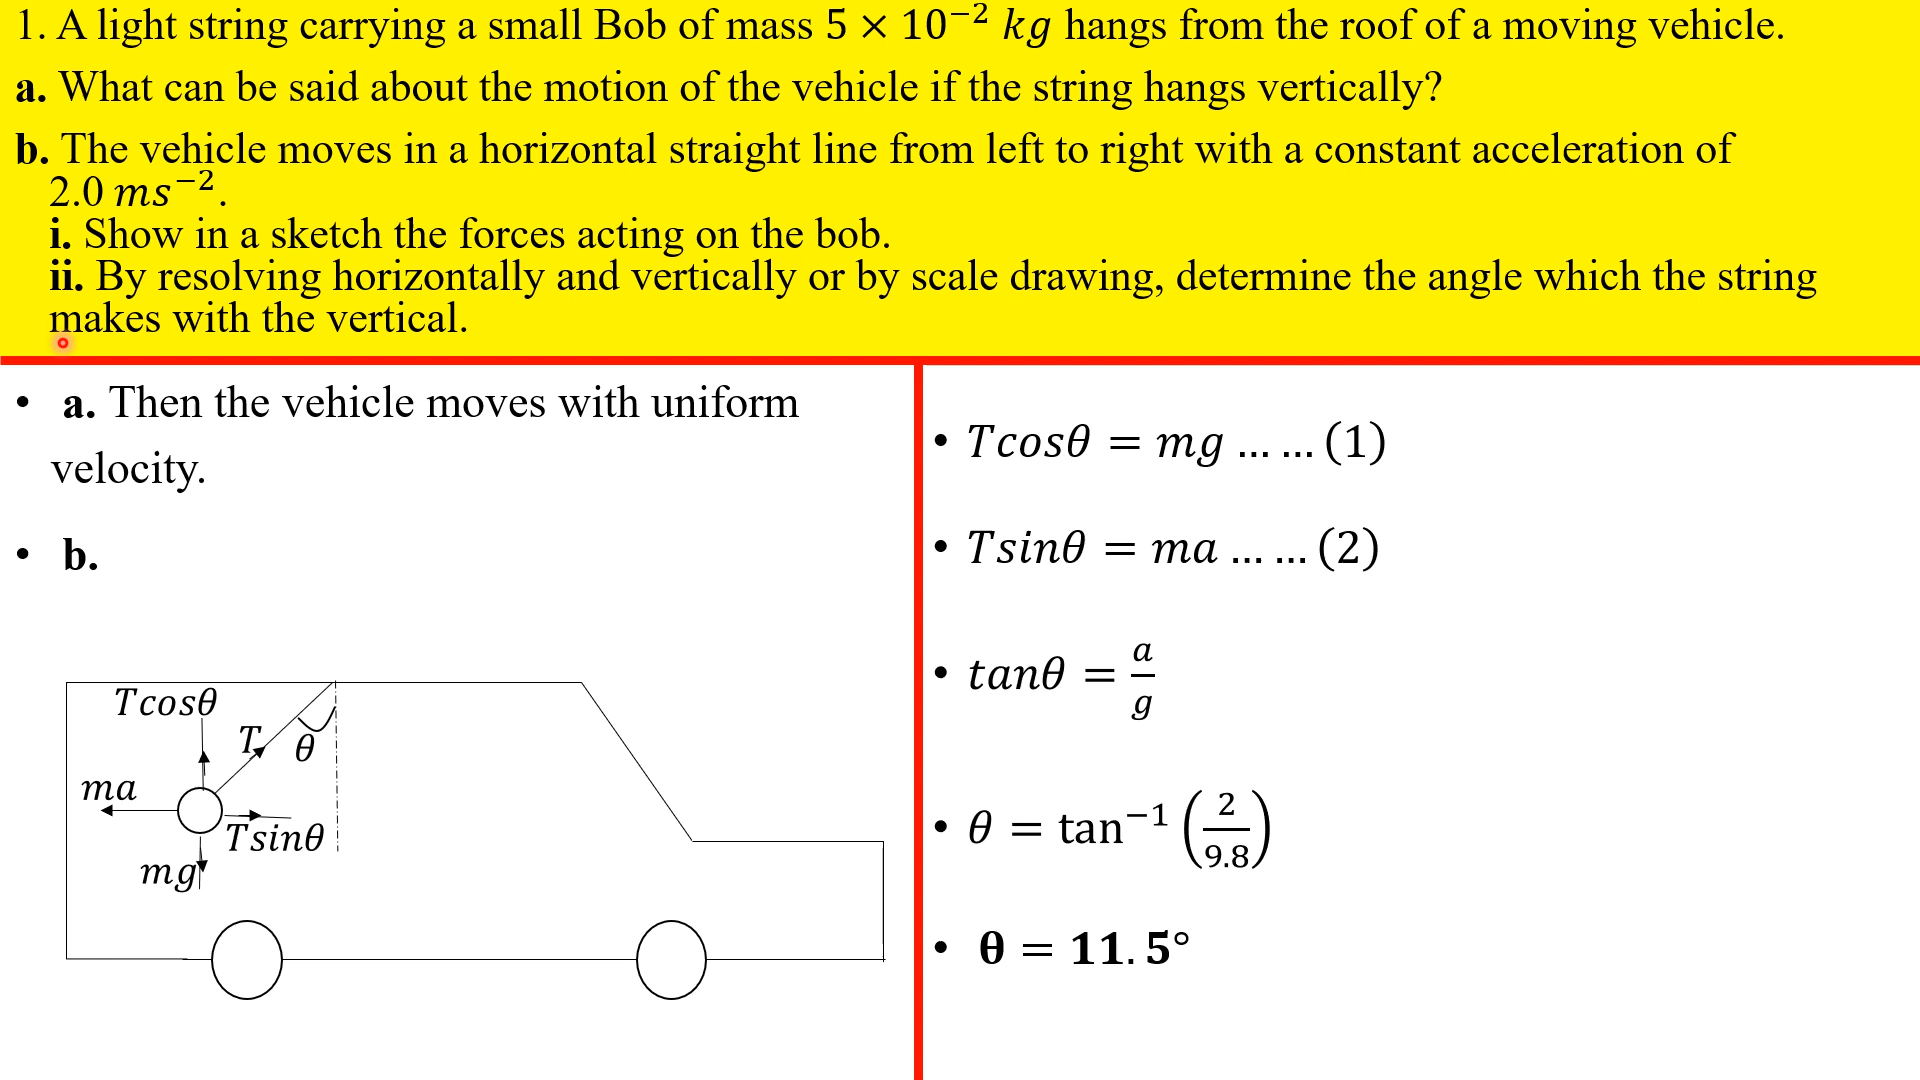 1. A light string carrying a small Bob of mass 5 × 10⁻² kg hangs from the roof of a moving vehicle.
a. What can be said about the motion of the vehicle if the string hangs vertically?
b. The vehicle moves in a horizontal straight line from left to right with a constant acceleration of
2.0 ms⁻².
i. Show in a sketch the forces acting on the bob.
ii. By resolving horizontally and vertically or by scale drawing, determine the angle which the string
makes with the vertical.
• a. Then the vehicle moves with uniform
velocity.
• b.
Tcosθ
T
θ
ma
Tsinθ
mg
• Tcosθ = mg … … (1)
• Tsinθ = ma … … (2)
• tanθ = a/g
• θ = tan⁻¹ (2/9.8)
• θ = 11.5°